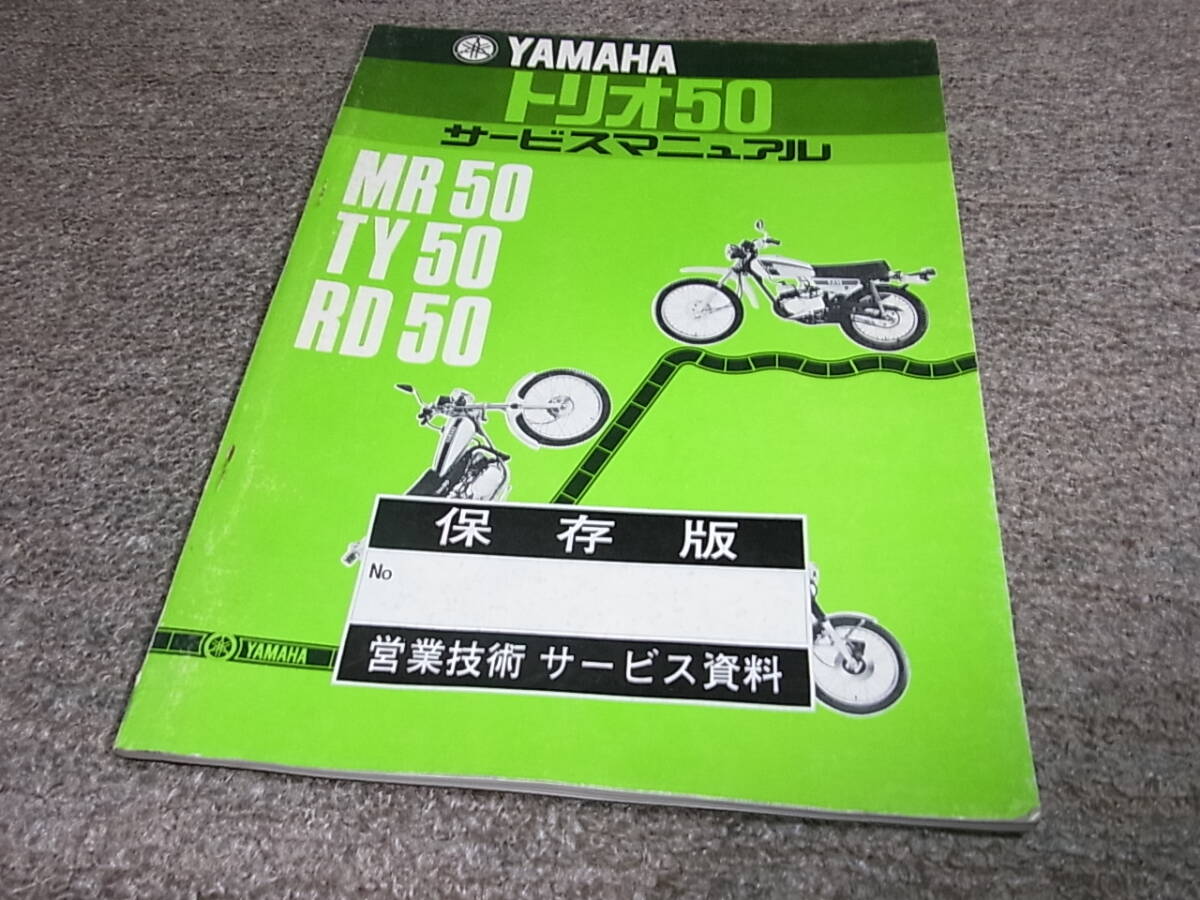 YAMAHA
トリオ50
サービスマニュアル
MR 50
TY 50
RD 50
保存版
No
営業技術 サービス資料
YAMAHA